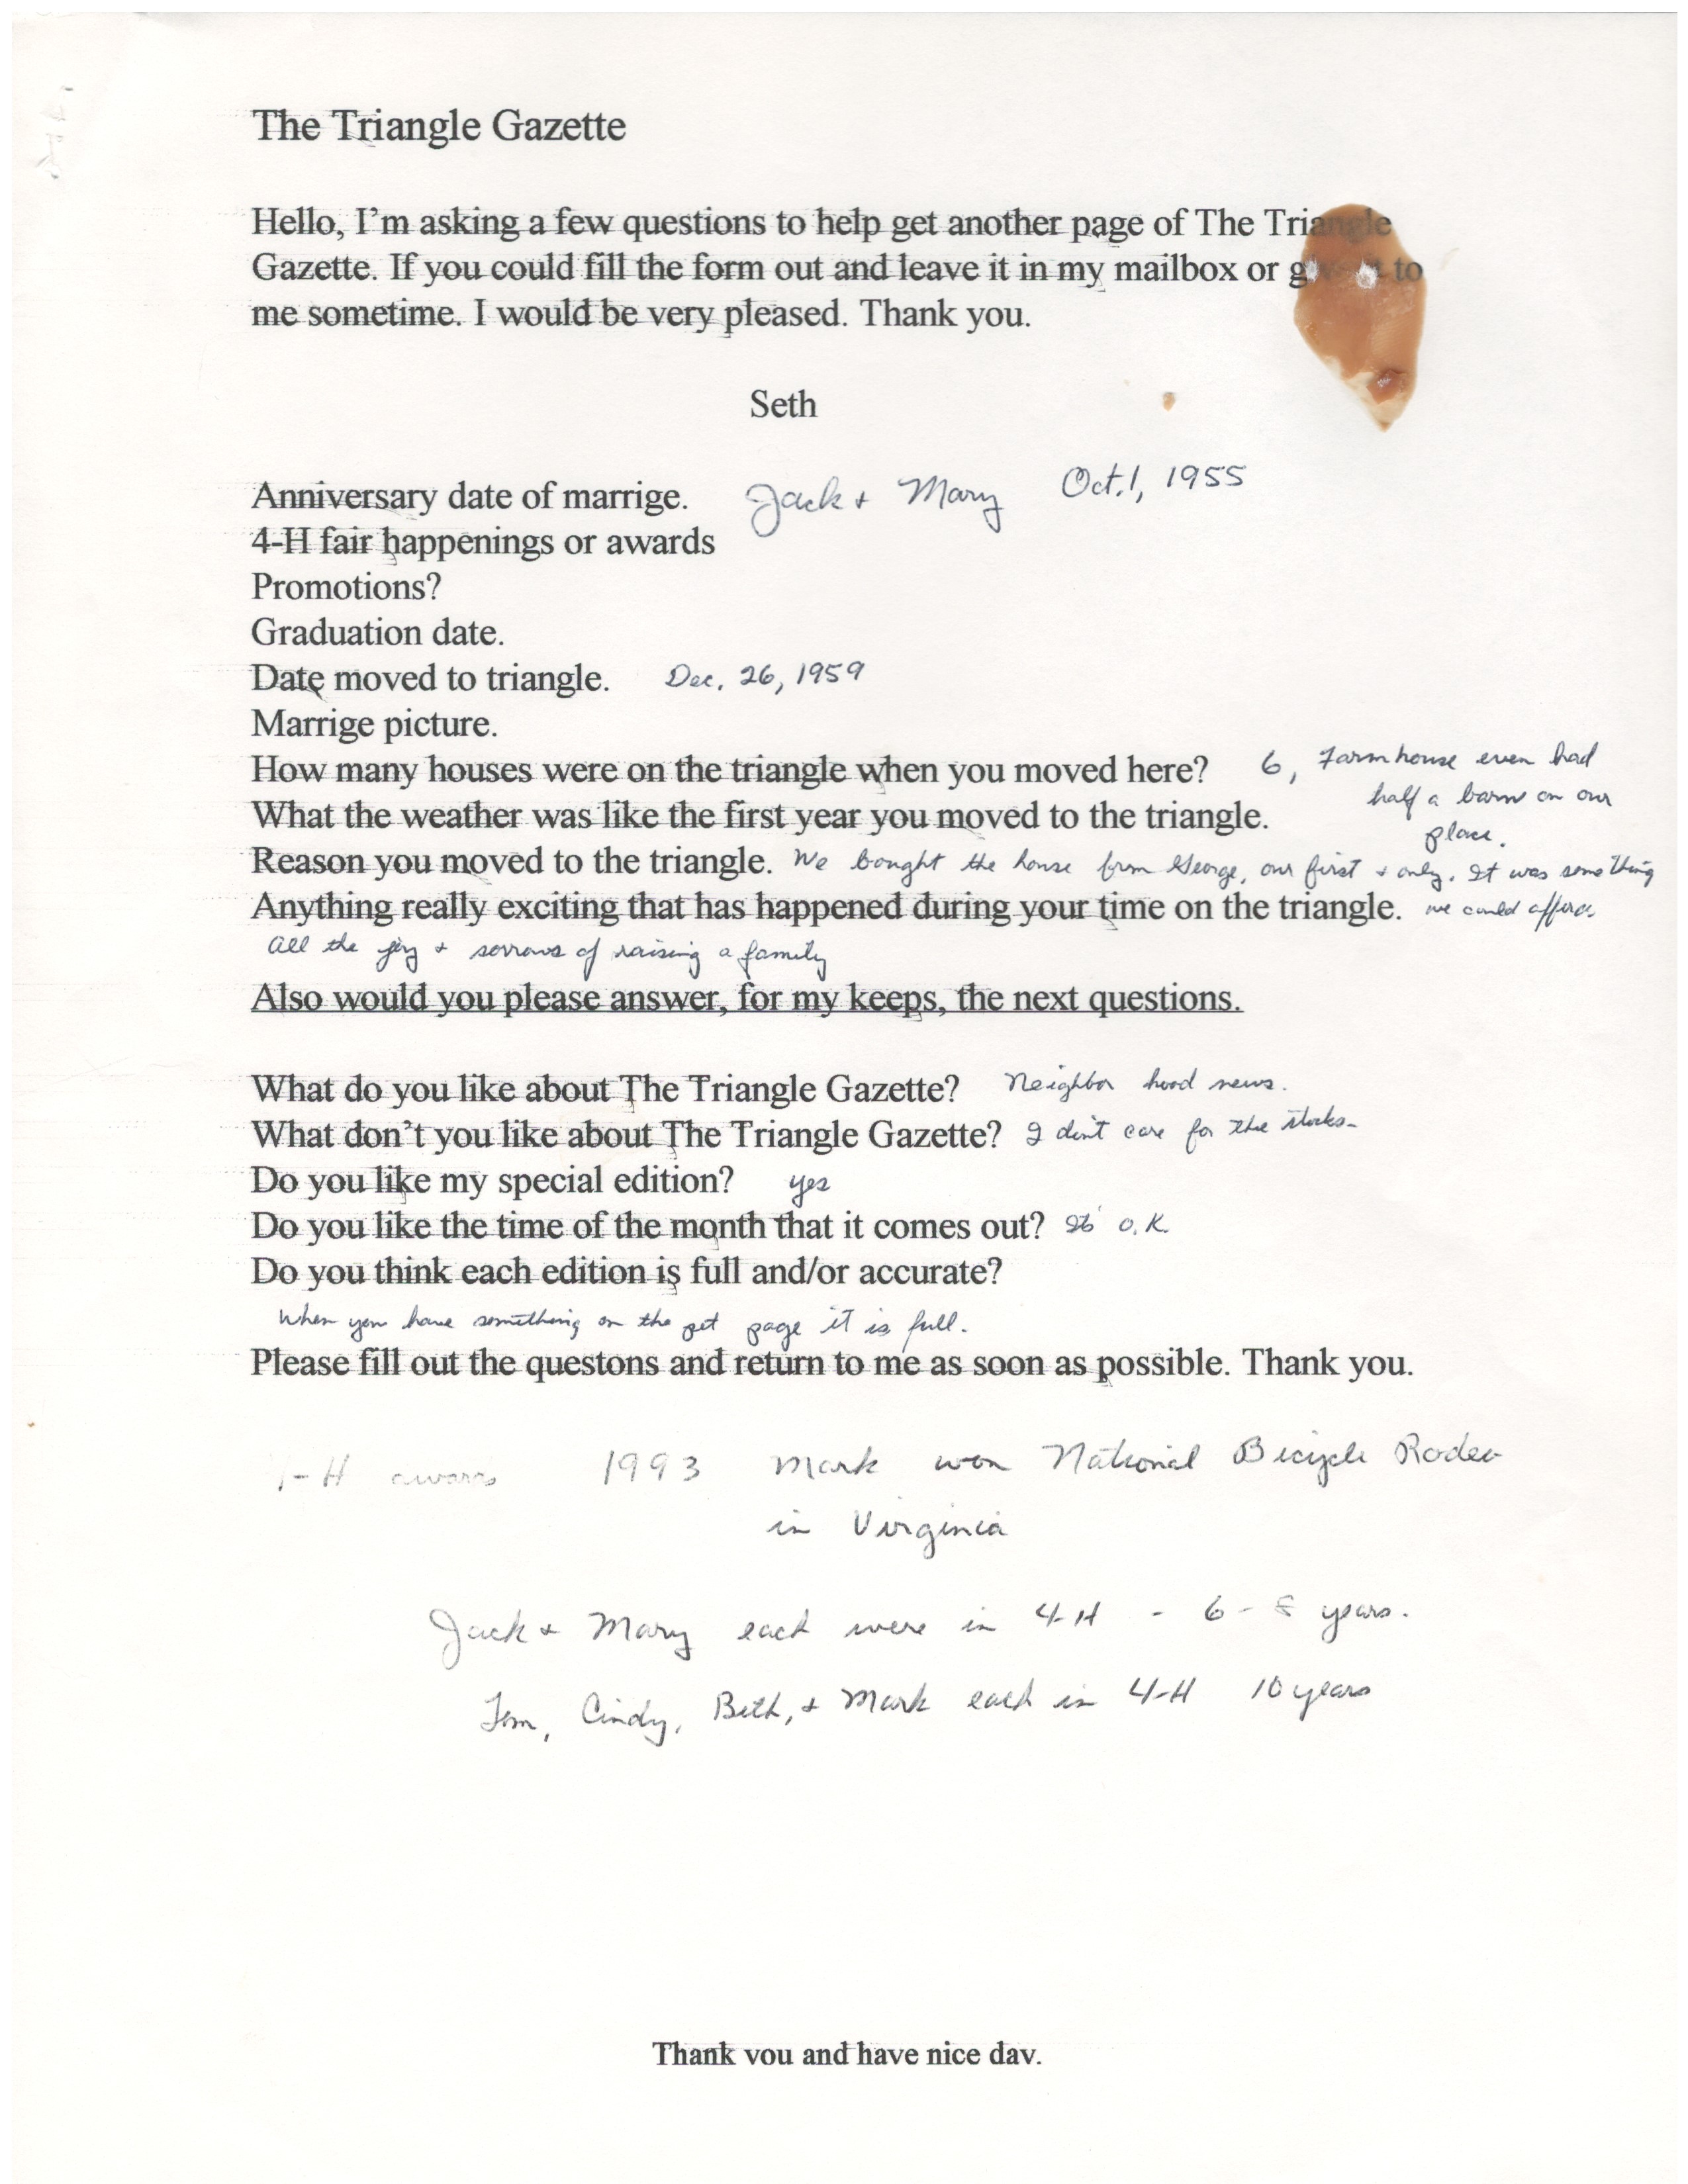 The Triangle Gazette
Hello, I'm asking a few questions to help get another page of The Triangle
Gazette. If you could fill the form out and leave it in my mailbox or to
me sometime. I would be very pleased. Thank you.
Seth
Anniversary date of marrige. Jack + Mary Oct. 1, 1955
4-H fair happenings or awards
Promotions?
Graduation date.
Date moved to triangle. Dec. 26, 1959
Marrige picture.
How many houses were on the triangle when you moved here? 6, Farmhouse even had
half a barn on our
What the weather was like the first year you moved to the triangle.
place.
Reason you moved to the triangle. We bought the house from George, our first + only. It was something
Anything really exciting that has happened during your time on the triangle. we could afford.
All the joy + sorrows of raising a family
Also would you please answer, for my keeps, the next questions.
What do you like about The Triangle Gazette? Neighbor hood news.
What don't you like about The Triangle Gazette? I don't care for the stocks.
Do you like my special edition? yes
Do you like the time of the month that it comes out? Its O.K.
Do you think each edition is full and/or accurate?
When you have something on the pet page it is full.
Please fill out the questons and return to me as soon as possible. Thank you.
4-H awards 1993 Mark won National Bicycle Rodeo
in Virginia
Jack + Mary each were in 4-H - 6-8 years.
Tom, Cindy, Beth, + Mark each in 4-H 10 years
Thank you and have nice day.